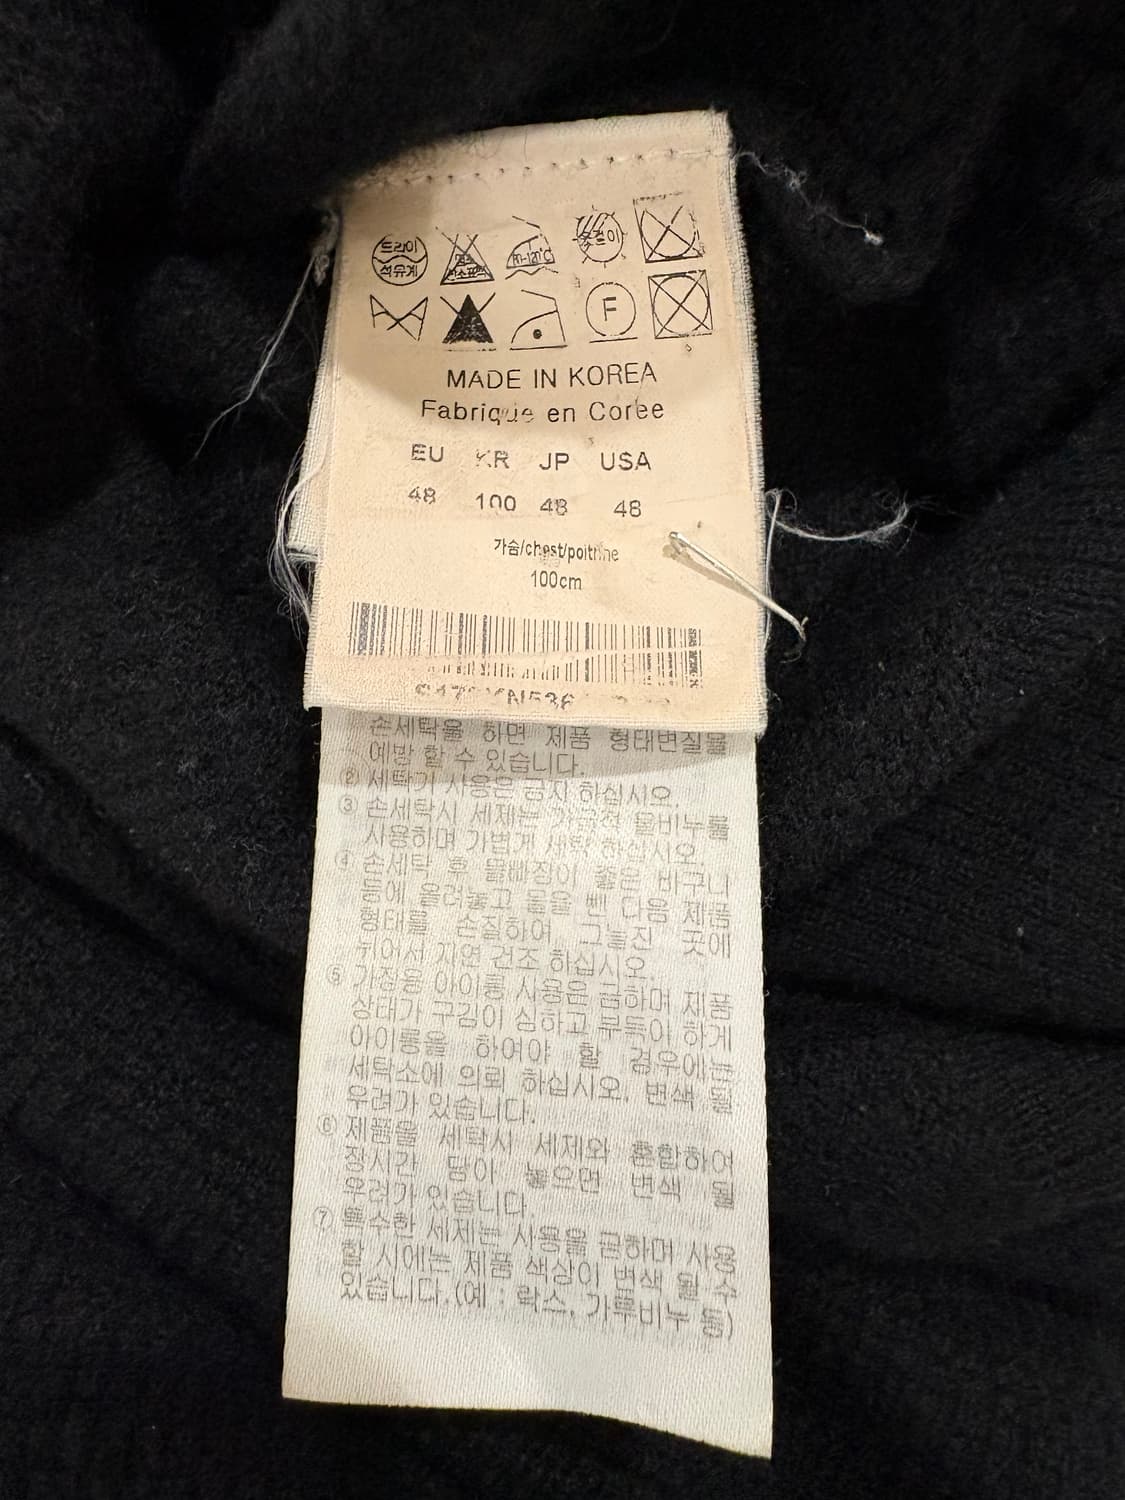 드라이
석유계
80~120℃
옷걸이
F
MADE IN KOREA
Fabrique en Corée
EU KR JP USA
48 100 48 48
가슴/chest/poitrine
100cm
손세탁을 하면 제품 형태변질을
예방 할 수 있습니다.
② 세탁기 사용은 금지 하십시오.
③ 손세탁시 세제는 가급적 물비누를
사용하며 가볍게 세탁 하십시오.
④ 손세탁 후 물빠짐이 좋은 바구니
등에 올려놓고 물을 뺀 다음 제품
형태를 손질하여 그늘진 곳에
뉘어서 자연 건조 하십시오.
⑤ 가정용 아이롱 사용은 금하며 제품
상태가 구김이 심하고 부득이 하게
아이롱을 하여야 할 경우에는
세탁소에 의뢰 하십시오. 변색 될
우려가 있습니다.
⑥ 제품을 세탁시 세제와 혼합하여
장시간 담아 놓으면 변색 될
우려가 있습니다.
⑦ 특수한 세제는 사용을 금하며 사용
할 시에는 제품 색상이 변색 될 수
있습니다.(예 : 락스, 가루비누 등)